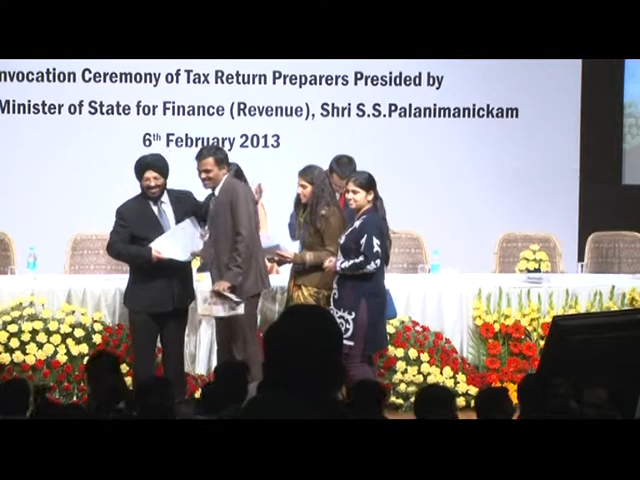 nvocation Ceremony of Tax Return Preparers Presided by
Minister of State for Finance (Revenue), Shri S.S.Palanimanickam
6th February 2013